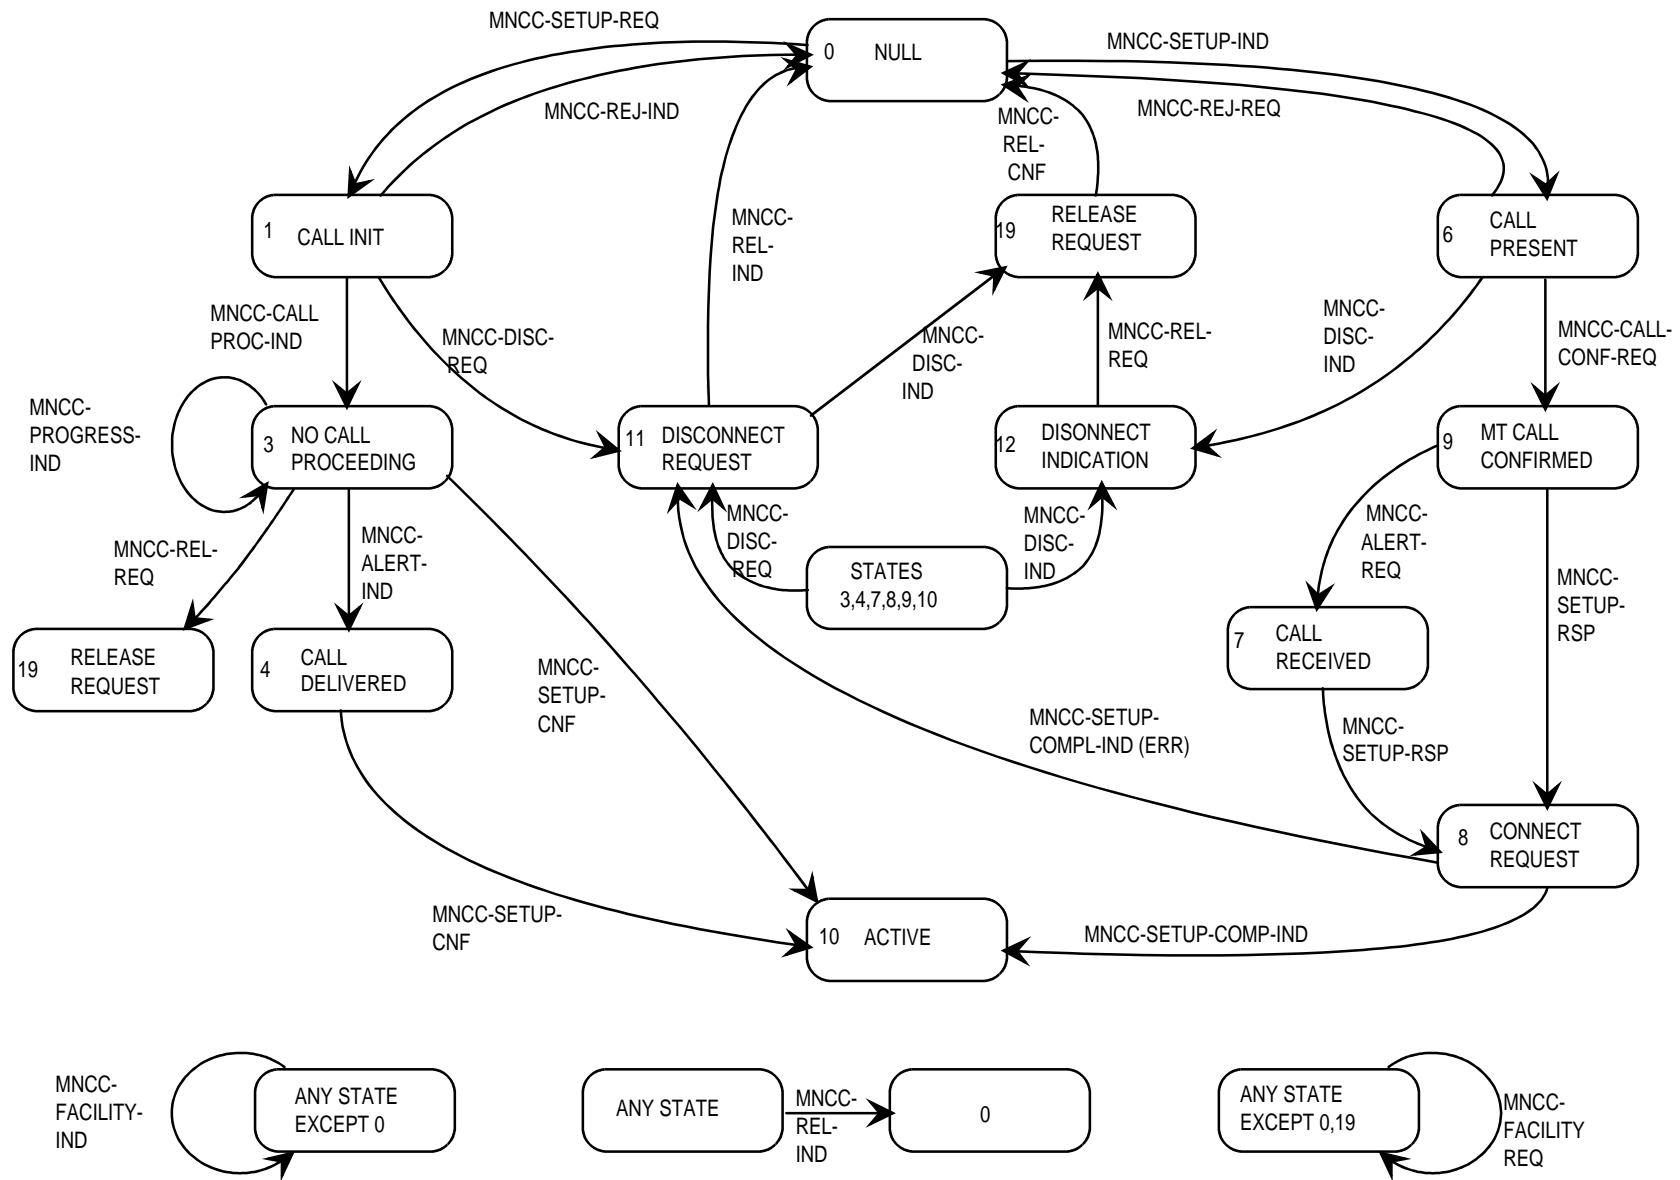 MNCC-SETUP-REQ
0 NULL
MNCC-SETUP-IND
MNCC-REJ-IND
MNCC-
REL-
CNF
MNCC-REJ-REQ
1 CALL INIT
MNCC-
REL-
IND
19 RELEASE
REQUEST
6 CALL
PRESENT
MNCC-CALL
PROC-IND
MNCC-DISC-
REQ
MNCC-
DISC-
IND
MNCC-REL-
REQ
MNCC-
DISC-
IND
MNCC-CALL-
CONF-REQ
MNCC-
PROGRESS-
IND
3 NO CALL
PROCEEDING
11 DISCONNECT
REQUEST
12 DISONNECT
INDICATION
9 MT CALL
CONFIRMED
MNCC-REL-
REQ
MNCC-
ALERT-
IND
MNCC-
DISC-
REQ
STATES
3,4,7,8,9,10
MNCC-
DISC-
IND
MNCC-
ALERT-
REQ
MNCC-
SETUP-
RSP
19 RELEASE
REQUEST
4 CALL
DELIVERED
MNCC-
SETUP-
CNF
7 CALL
RECEIVED
MNCC-SETUP-
COMPL-IND (ERR)
MNCC-
SETUP-RSP
8 CONNECT
REQUEST
MNCC-SETUP-
CNF
10 ACTIVE
MNCC-SETUP-COMP-IND
MNCC-
FACILITY-
IND
ANY STATE
EXCEPT 0
ANY STATE
MNCC-
REL-
IND
0
ANY STATE
EXCEPT 0,19
MNCC-
FACILITY
REQ